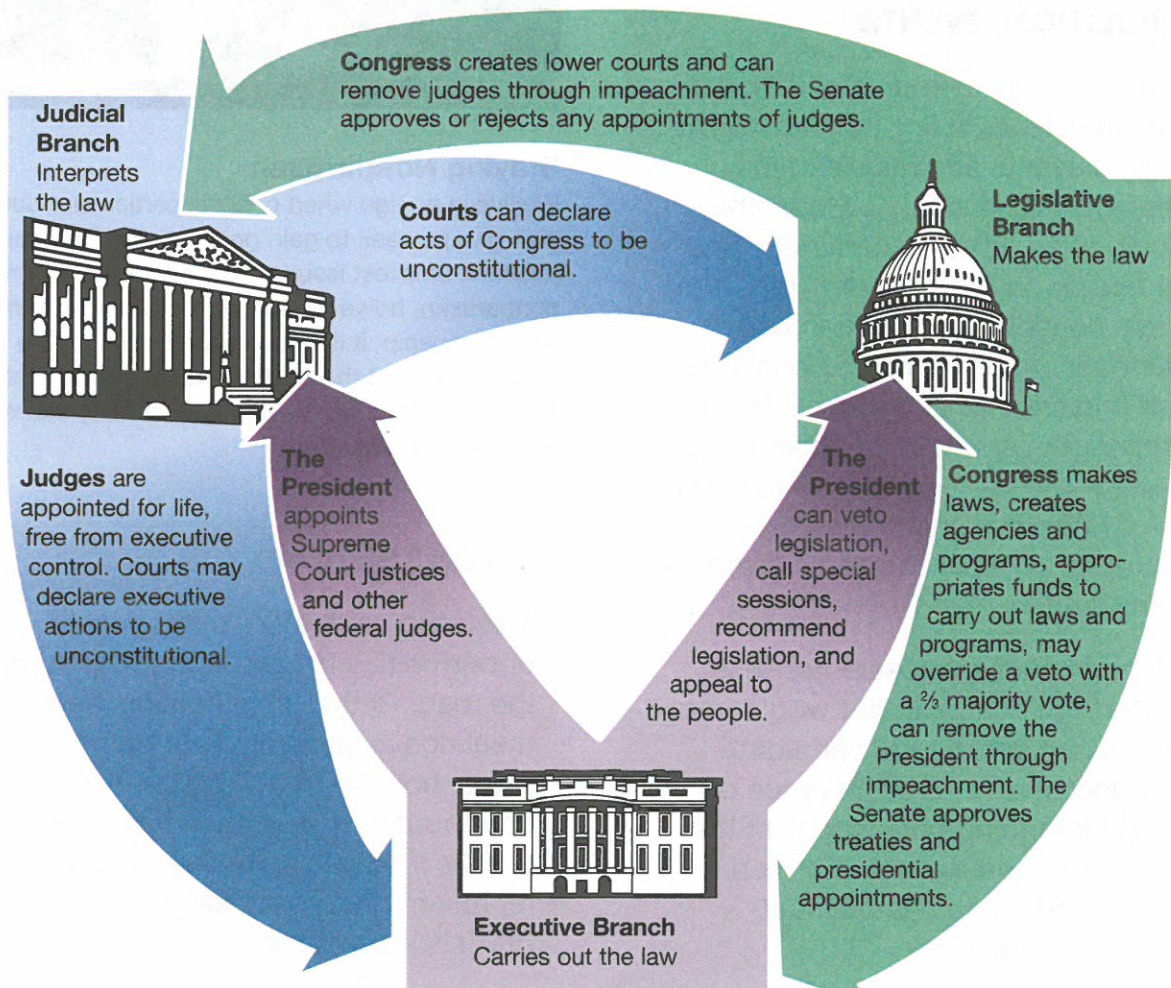 Congress creates lower courts and can
remove judges through impeachment. The Senate
approves or rejects any appointments of judges.
Judicial
Branch
Interprets
the law
Courts can declare
acts of Congress to be
unconstitutional.
Legislative
Branch
Makes the law
Judges are
appointed for life,
free from executive
control. Courts may
declare executive
actions to be
unconstitutional.
The
President
appoints
Supreme
Court justices
and other
federal judges.
The
President
can veto
legislation,
call special
sessions,
recommend
legislation, and
appeal to
the people.
Congress makes
laws, creates
agencies and
programs, appro-
priates funds to
carry out laws and
programs, may
override a veto with
a ⅔ majority vote,
can remove the
President through
impeachment. The
Senate approves
treaties and
presidential
appointments.
Executive Branch
Carries out the law